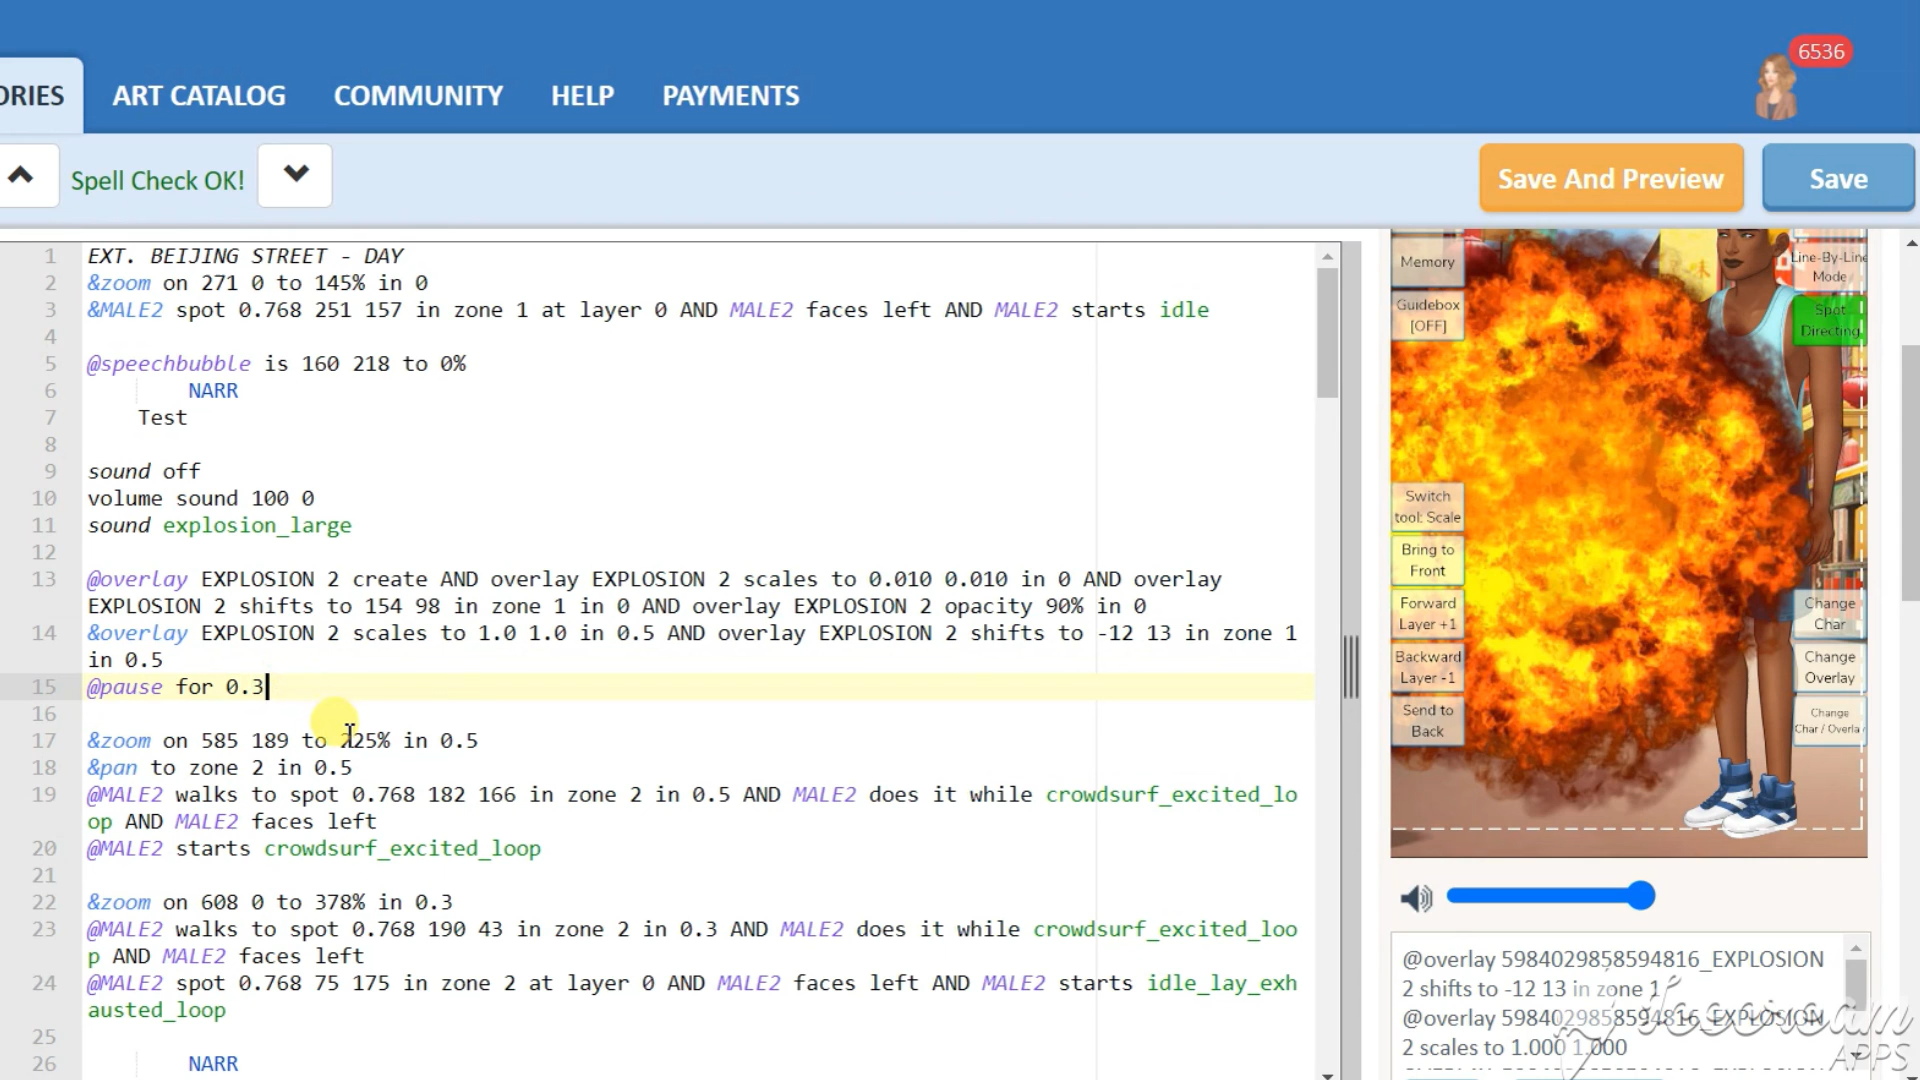 6536
ORIES ART CATALOG COMMUNITY HELP PAYMENTS
Spell Check OK!
Save And Preview
Save
1 EXT. BEIJING STREET - DAY
2 &zoom on 271 0 to 145% in 0
3 &MALE2 spot 0.768 251 157 in zone 1 at layer 0 AND MALE2 faces left AND MALE2 starts idle
4
5 @speechbubble is 160 218 to 0%
6 NARR
7 Test
8
9 sound off
10 volume sound 100 0
11 sound explosion_large
12
13 @overlay EXPLOSION 2 create AND overlay EXPLOSION 2 scales to 0.010 0.010 in 0 AND overlay
EXPLOSION 2 shifts to 154 98 in zone 1 in 0 AND overlay EXPLOSION 2 opacity 90% in 0
14 &overlay EXPLOSION 2 scales to 1.0 1.0 in 0.5 AND overlay EXPLOSION 2 shifts to -12 13 in zone 1
in 0.5
15 @pause for 0.3
16
17 &zoom on 585 189 to 225% in 0.5
18 &pan to zone 2 in 0.5
19 @MALE2 walks to spot 0.768 182 166 in zone 2 in 0.5 AND MALE2 does it while crowdsurf_excited_lo
op AND MALE2 faces left
20 @MALE2 starts crowdsurf_excited_loop
21
22 &zoom on 608 0 to 378% in 0.3
23 @MALE2 walks to spot 0.768 190 43 in zone 2 in 0.3 AND MALE2 does it while crowdsurf_excited_loo
p AND MALE2 faces left
24 @MALE2 spot 0.768 75 175 in zone 2 at layer 0 AND MALE2 faces left AND MALE2 starts idle_lay_exh
austed_loop
25
26 NARR
Memory
Guidebox
[OFF]
Switch
tool: Scale
Bring to
Front
Forward
Layer +1
Backward
Layer -1
Send to
Back
Line-By-Line
Mode
Spot
Directing
Change
Char
Change
Overlay
Change
Char / Overla
@overlay 5984029858594816_EXPLOSION
2 shifts to -12 13 in zone 1
@overlay 5984029858594816_EXPLOSION
2 scales to 1.000 1.000
APPS